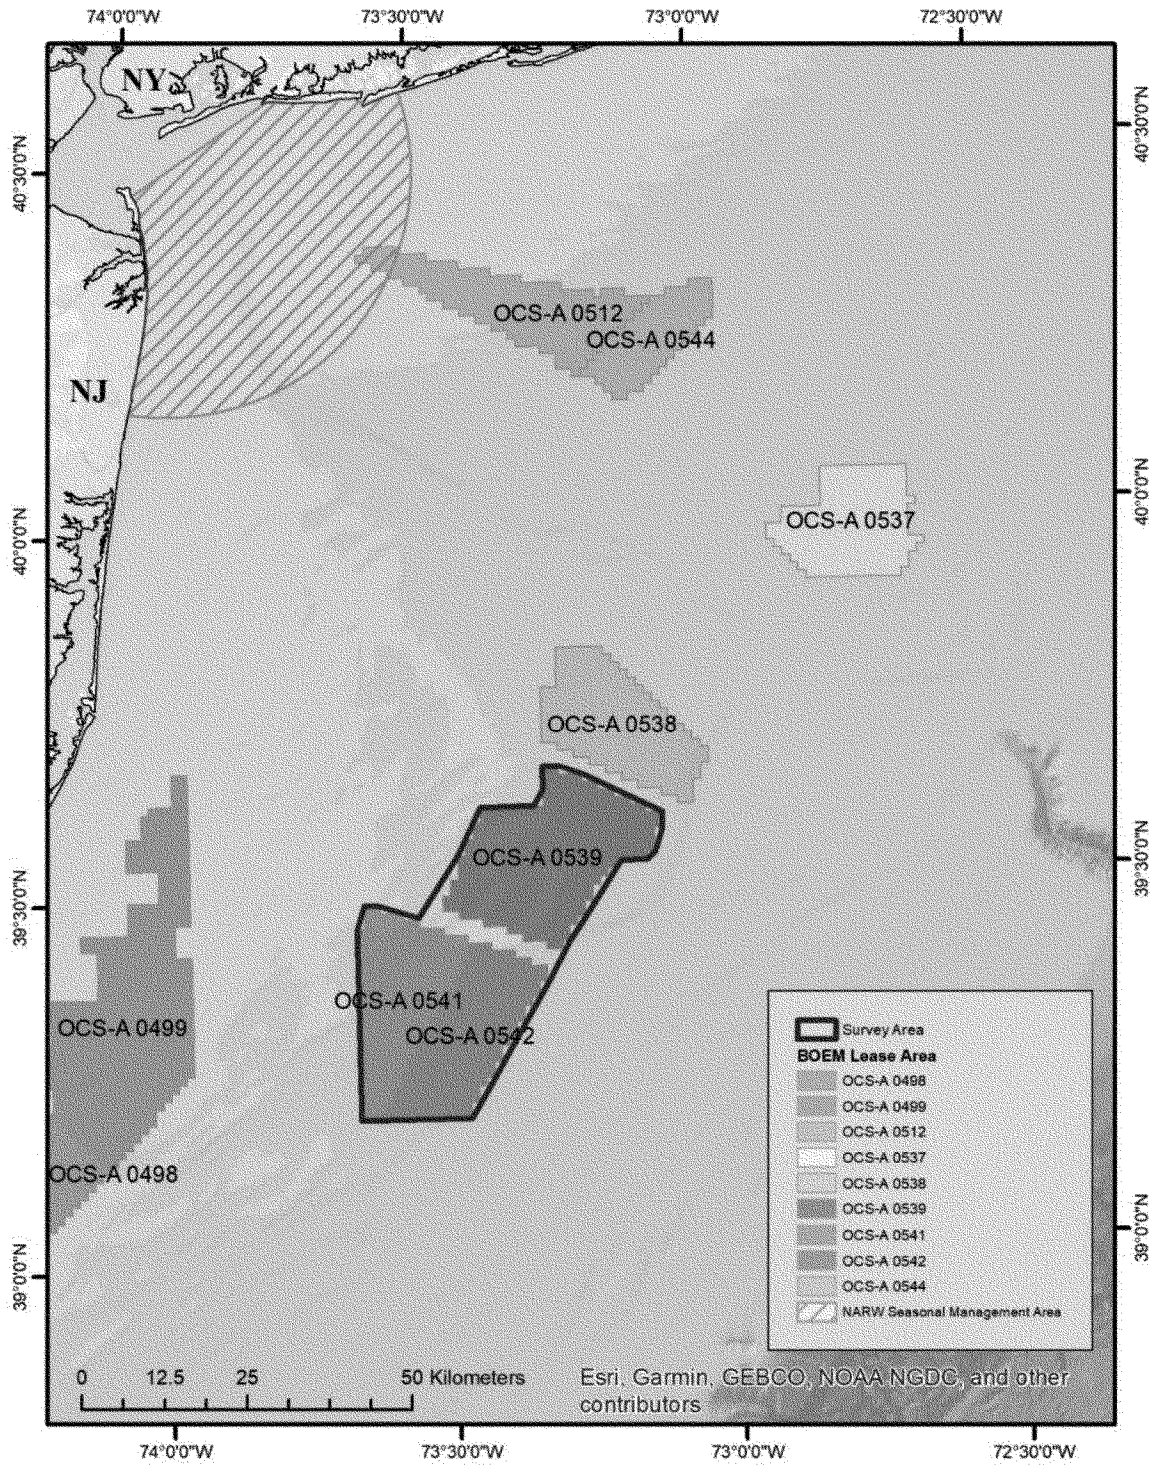 74°0'0"W 73°30'0"W 73°0'0"W 72°30'0"W
NY
40°30'0"N
40°30'0"N
OCS-A 0512
OCS-A 0544
NJ
40°0'0"N
OCS-A 0537
40°0'0"N
OCS-A 0538
39°30'0"N
OCS-A 0539
39°30'0"N
OCS-A 0541
OCS-A 0499
OCS-A 0542
OCS-A 0498
39°0'0"N
39°0'0"N
Survey Area
BOEM Lease Area
OCS-A 0498
OCS-A 0499
OCS-A 0512
OCS-A 0537
OCS-A 0538
OCS-A 0539
OCS-A 0541
OCS-A 0542
OCS-A 0544
NARW Seasonal Management Area
0 12.5 25 50 Kilometers
Esri, Garmin, GEBCO, NOAA NGDC, and other
contributors
74°0'0"W 73°30'0"W 73°0'0"W 72°30'0"W